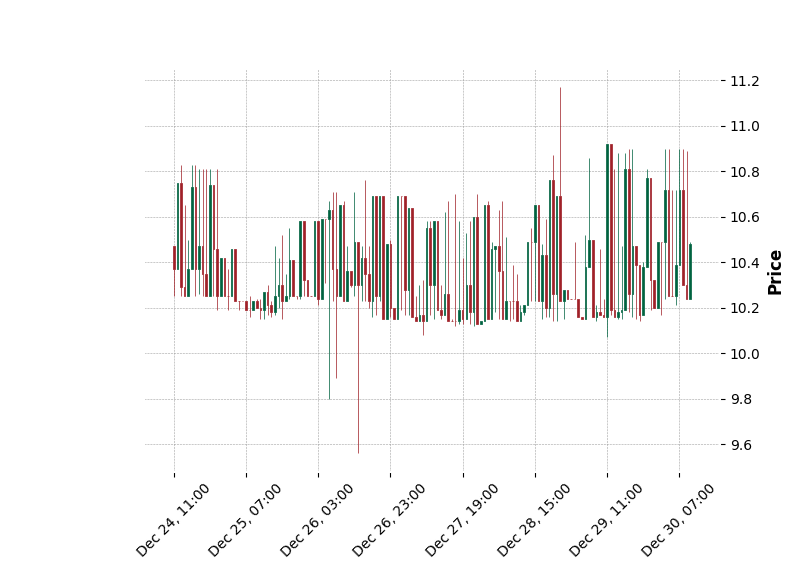 11.2
11.0
10.8
10.6
10.4
10.2
10.0
9.8
9.6
Price
Dec 24, 11:00
Dec 25, 07:00
Dec 26, 03:00
Dec 26, 23:00
Dec 27, 19:00
Dec 28, 15:00
Dec 29, 11:00
Dec 30, 07:00